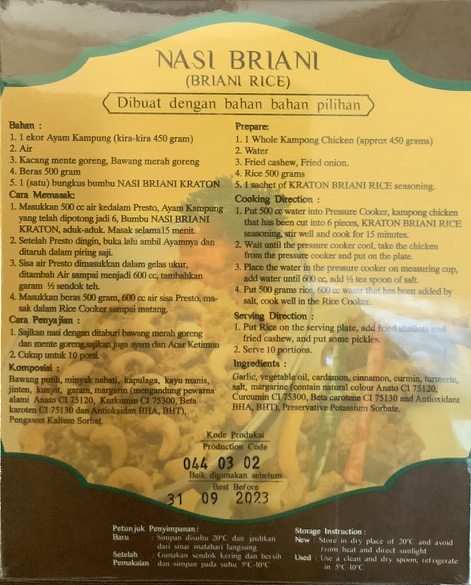 NASI BRIANI
(BRIANI RICE)
Dibuat dengan bahan bahan pilihan
Bahan :
1. 1 ekor Ayam Kampung (kira-kira 450 gram)
2. Air
3. Kacang mente goreng, Bawang merah goreng
4. Beras 500 gram
5. 1 (satu) bungkus bumbu NASI BRIANI KRATON
Cara Memasak:
1. Masukkan 500 cc air kedalam Presto, Ayam Kampung
yang telah dipotong jadi 6, Bumbu NASI BRIANI
KRATON, aduk-aduk. Masak selama15 menit.
2. Setelah Presto dingin, buka lalu ambil Ayamnya dan
ditaruh dalam piring saji.
3. Sisa air Presto dimasukkan dalam gelas ukur,
ditambah Air sampai menjadi 600 cc, tambahkan
garam ½ sendok teh.
4. Masukkan beras 500 gram, 600 cc air sisa Presto, ma-
sak dalam Rice Cooker sampai matang.
Cara Penyajian :
1. Sajikan nasi dengan ditaburi bawang merah goreng
dan mente goreng,sajikan juga ayam dan Acar Ketimun
2. Cukup untuk 10 porsi.
Komposisi :
Bawang putih, minyak nabati, kapulaga, kayu manis,
jinten, kunyit, garam, margarin (mengandung pewarna
alami Anato CI 75120, Kurkumin CI 75300, Beta
karoten CI 75130 dan Antioksidan BHA, BHT),
Pengawet Kalium Sorbat.
Prepare:
1. 1 Whole Kampong Chicken (approx 450 grams)
2. Water
3. Fried cashew, Fried onion.
4. Rice 500 grams
5. 1 sachet of KRATON BRIANI RICE seasoning.
Cooking Direction :
1. Put 500 cc water into Pressure Cooker, kampong chicken
that has been cut into 6 pieces, KRATON BRIANI RICE
seasoning, stir well and cook for 15 minutes.
2. Wait until the pressure cooker cool, take the chicken
from the pressure cooker and put on the plate.
3. Place the water in the pressure cooker on measuring cup,
add water until 600 cc, add ½ tea spoon of salt.
4. Put 500 grams rice, 600 cc water that has been added by
salt, cook well in the Rice Cooker.
Serving Direction :
1. Put Rice on the serving plate, add fried shallots and
fried cashew, and put some pickles.
2. Serve 10 portions.
Ingredients :
Garlic, vegetable oil, cardamon, cinnamon, curmin, turmeric,
salt, margarine (contain natural colour Anato CI 75120,
Curcumin CI 75300, Beta carotene CI 75130 and Antioxidant
BHA, BHT), Preservative Potassium Sorbate.
Kode Produksi
Production Code
044 03 02
Baik digunakan sebelum
Best Before
31 09 2023
Petunjuk Penyimpanan :
Baru : Simpan disuhu 20°C dan jauhkan
dari sinar matahari langsung
Setelah : Gunakan sendok kering dan bersih
Pemakaian dan simpan pada suhu 5°C-10°C
Storage Instruction :
New : Store in dry place of 20°C and avoid
from heat and direct sunlight
Used : Use a clean and dry spoon, refrigerate
in 5°C-10°C